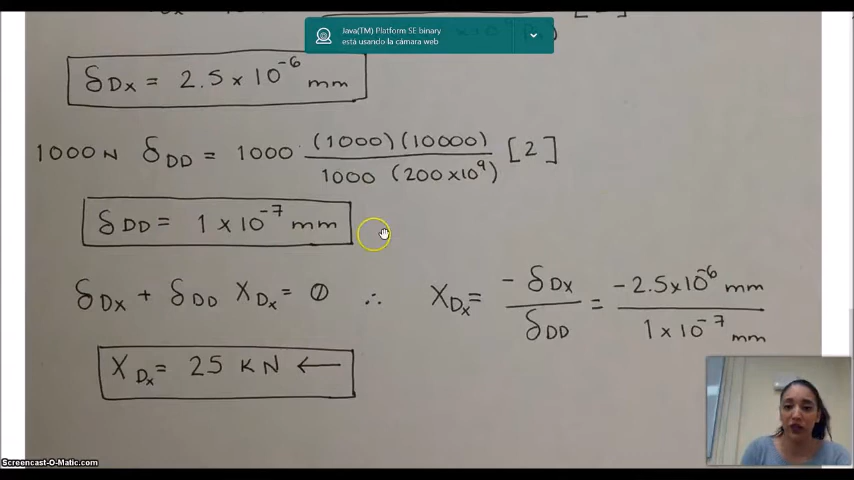 Java(TM) Platform SE binary
está usando la cámara web
δDx = 2.5 x 10⁻⁶ mm
1000 N δDD = 1000 · (1000)(10000) / 1000 (200x10⁹) [2]
δDD = 1 x 10⁻⁷ mm
δDx + δDD XDx = 0 ∴ XDx = - δDx / δDD = -2.5x10⁻⁶ mm / 1 x 10⁻⁷ mm
XDx = 25 KN ←
Screencast-O-Matic.com